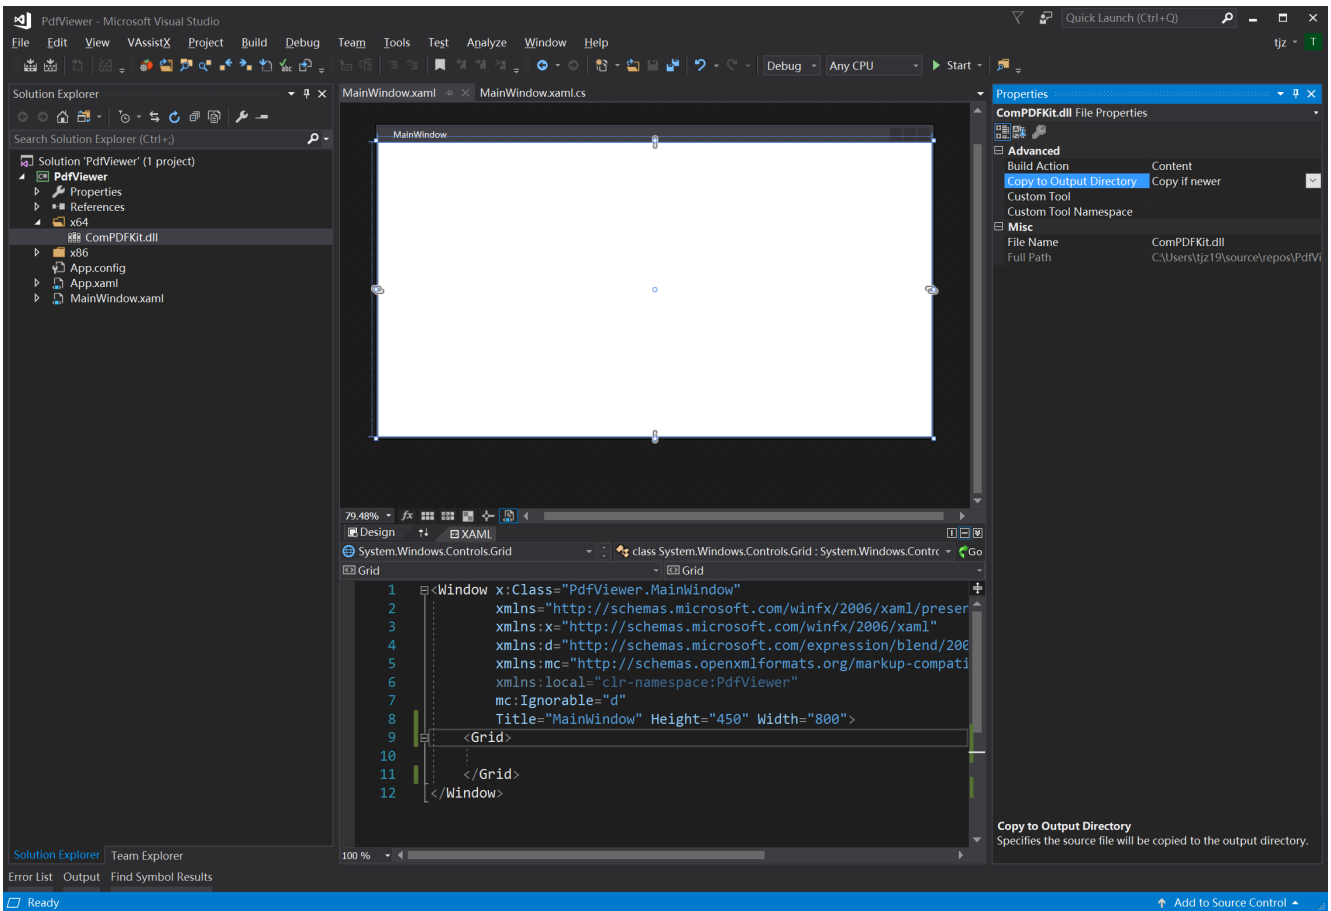 PdfViewer - Microsoft Visual Studio
Quick Launch (Ctrl+Q)
File Edit View VAssistX Project Build Debug Team Tools Test Analyze Window Help
tjz T
Debug Any CPU Start
Solution Explorer
Search Solution Explorer (Ctrl+;)
Solution 'PdfViewer' (1 project)
PdfViewer
Properties
References
x64
ComPDFKit.dll
x86
App.config
App.xaml
MainWindow.xaml
Solution Explorer Team Explorer
MainWindow.xaml MainWindow.xaml.cs
MainWindow
79.48% fx
Design XAML
System.Windows.Controls.Grid class System.Windows.Controls.Grid : System.Windows.Contrc Go
Grid Grid
1 <Window x:Class="PdfViewer.MainWindow"
2 xmlns="http://schemas.microsoft.com/winfx/2006/xaml/preser
3 xmlns:x="http://schemas.microsoft.com/winfx/2006/xaml"
4 xmlns:d="http://schemas.microsoft.com/expression/blend/200
5 xmlns:mc="http://schemas.openxmlformats.org/markup-compati
6 xmlns:local="clr-namespace:PdfViewer"
7 mc:Ignorable="d"
8 Title="MainWindow" Height="450" Width="800">
9 <Grid>
10
11 </Grid>
12 </Window>
100 %
Properties
ComPDFKit.dll File Properties
Advanced
Build Action Content
Copy to Output Directory Copy if newer
Custom Tool
Custom Tool Namespace
Misc
File Name ComPDFKit.dll
Full Path C:\Users\tjz19\source\repos\PdfVi
Copy to Output Directory
Specifies the source file will be copied to the output directory.
Error List Output Find Symbol Results
Ready
Add to Source Control